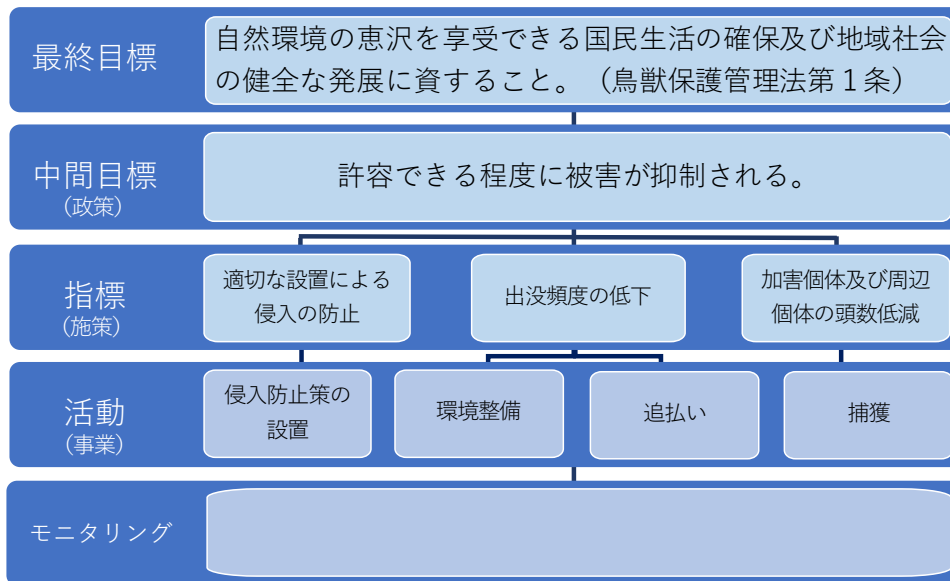 最終目標
自然環境の恵沢を享受できる国民生活の確保及び地域社会
の健全な発展に資すること。（鳥獣保護管理法第１条）
中間目標
(政策)
許容できる程度に被害が抑制される。
指標
(施策)
適切な設置による
侵入の防止
出没頻度の低下
加害個体及び周辺
個体の頭数低減
活動
(事業)
侵入防止策の
設置
環境整備
追払い
捕獲
モニタリング